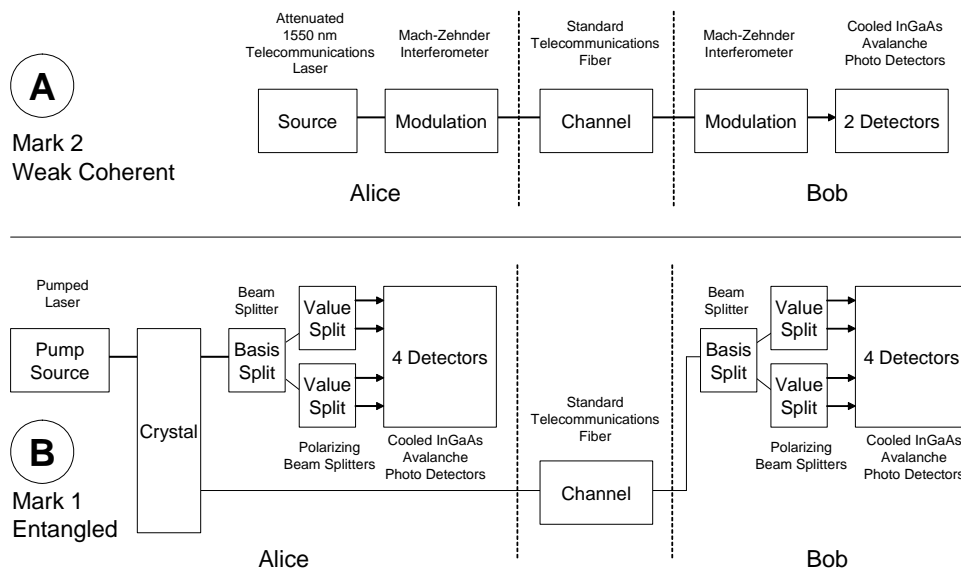 Attenuated
1550 nm
Telecommunications
Laser
Mach-Zehnder
Interferometer
Standard
Telecommunications
Fiber
Mach-Zehnder
Interferometer
Cooled InGaAs
Avalanche
Photo Detectors
A
Mark 2
Weak Coherent
Source
Modulation
Channel
Modulation
2 Detectors
Alice
Bob
Pumped
Laser
Pump
Source
Crystal
Beam
Splitter
Basis
Split
Value
Split
Value
Split
4 Detectors
Polarizing
Beam Splitters
Cooled InGaAs
Avalanche
Photo Detectors
Standard
Telecommunications
Fiber
Channel
Beam
Splitter
Basis
Split
Value
Split
Value
Split
4 Detectors
Polarizing
Beam Splitters
Cooled InGaAs
Avalanche
Photo Detectors
B
Mark 1
Entangled
Alice
Bob